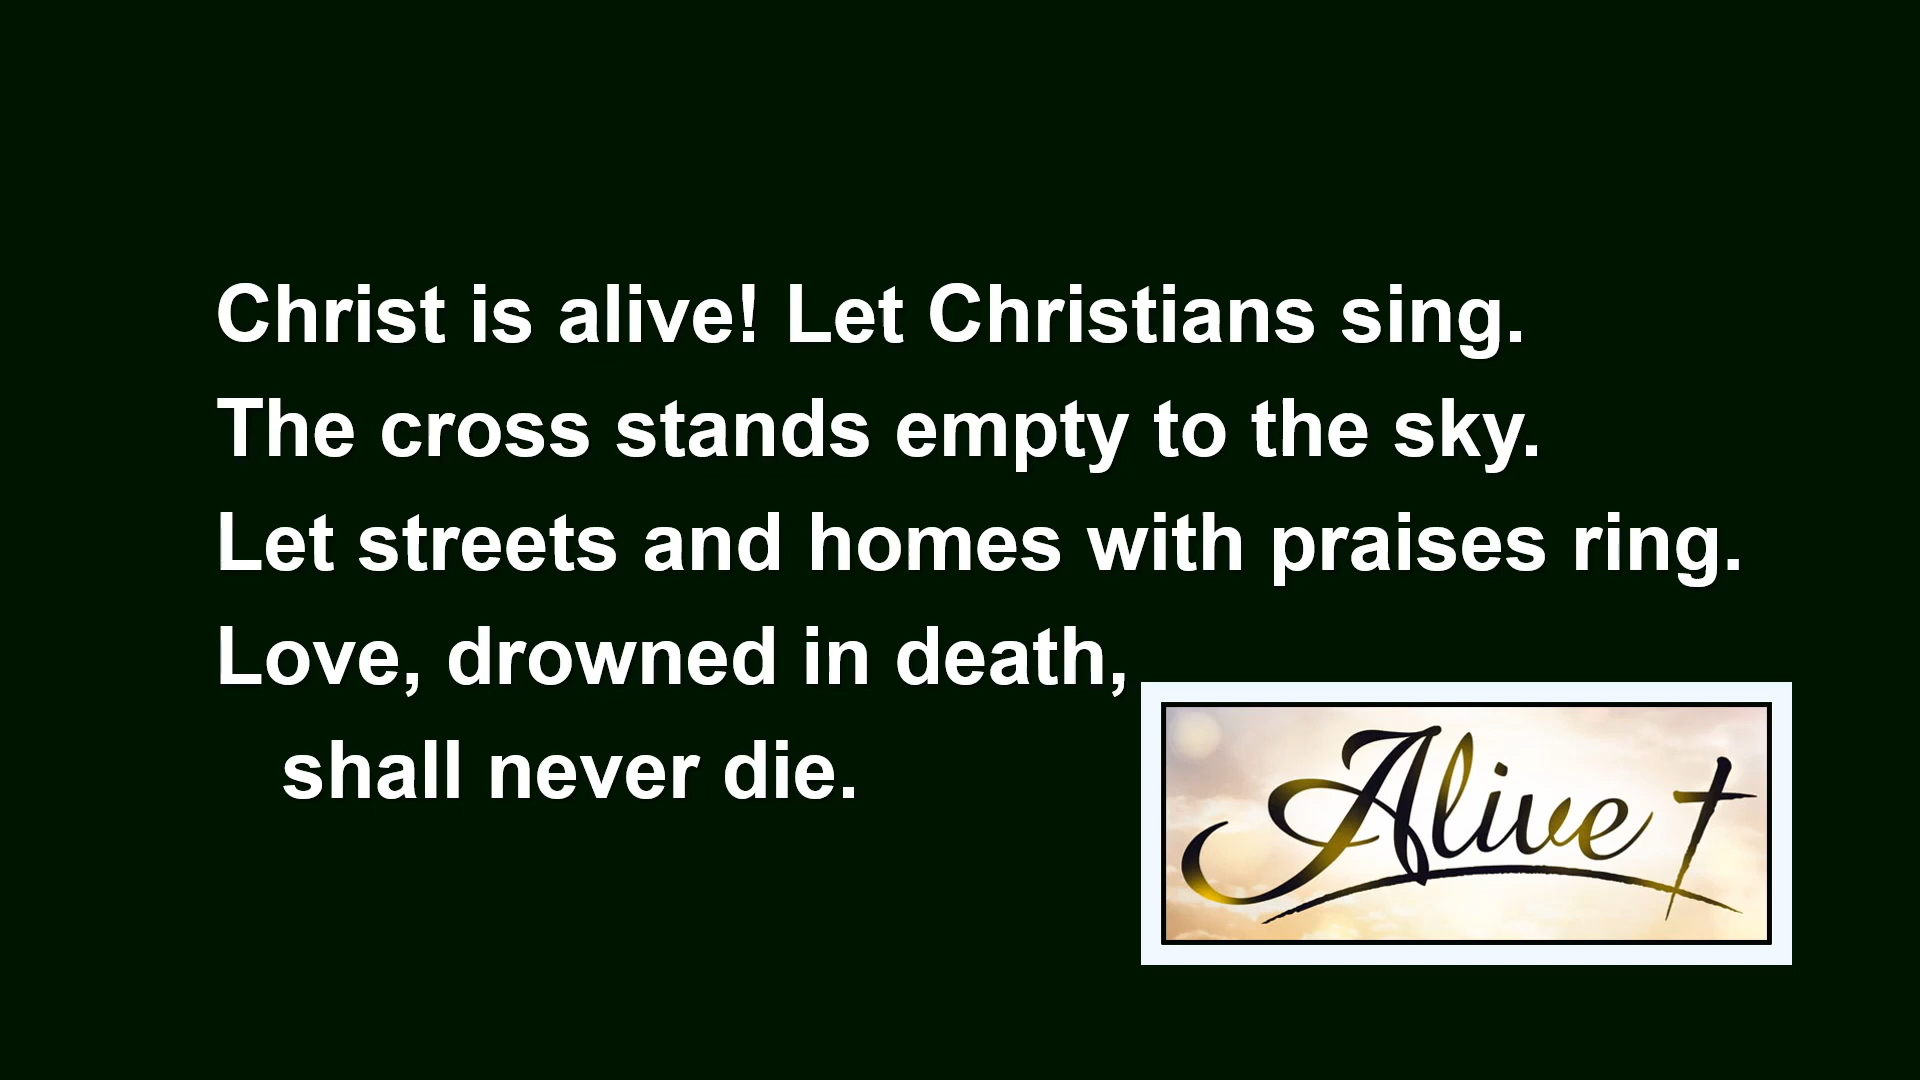 Christ is alive! Let Christians sing.
The cross stands empty to the sky.
Let streets and homes with praises ring.
Love, drowned in death,
shall never die.
Alive